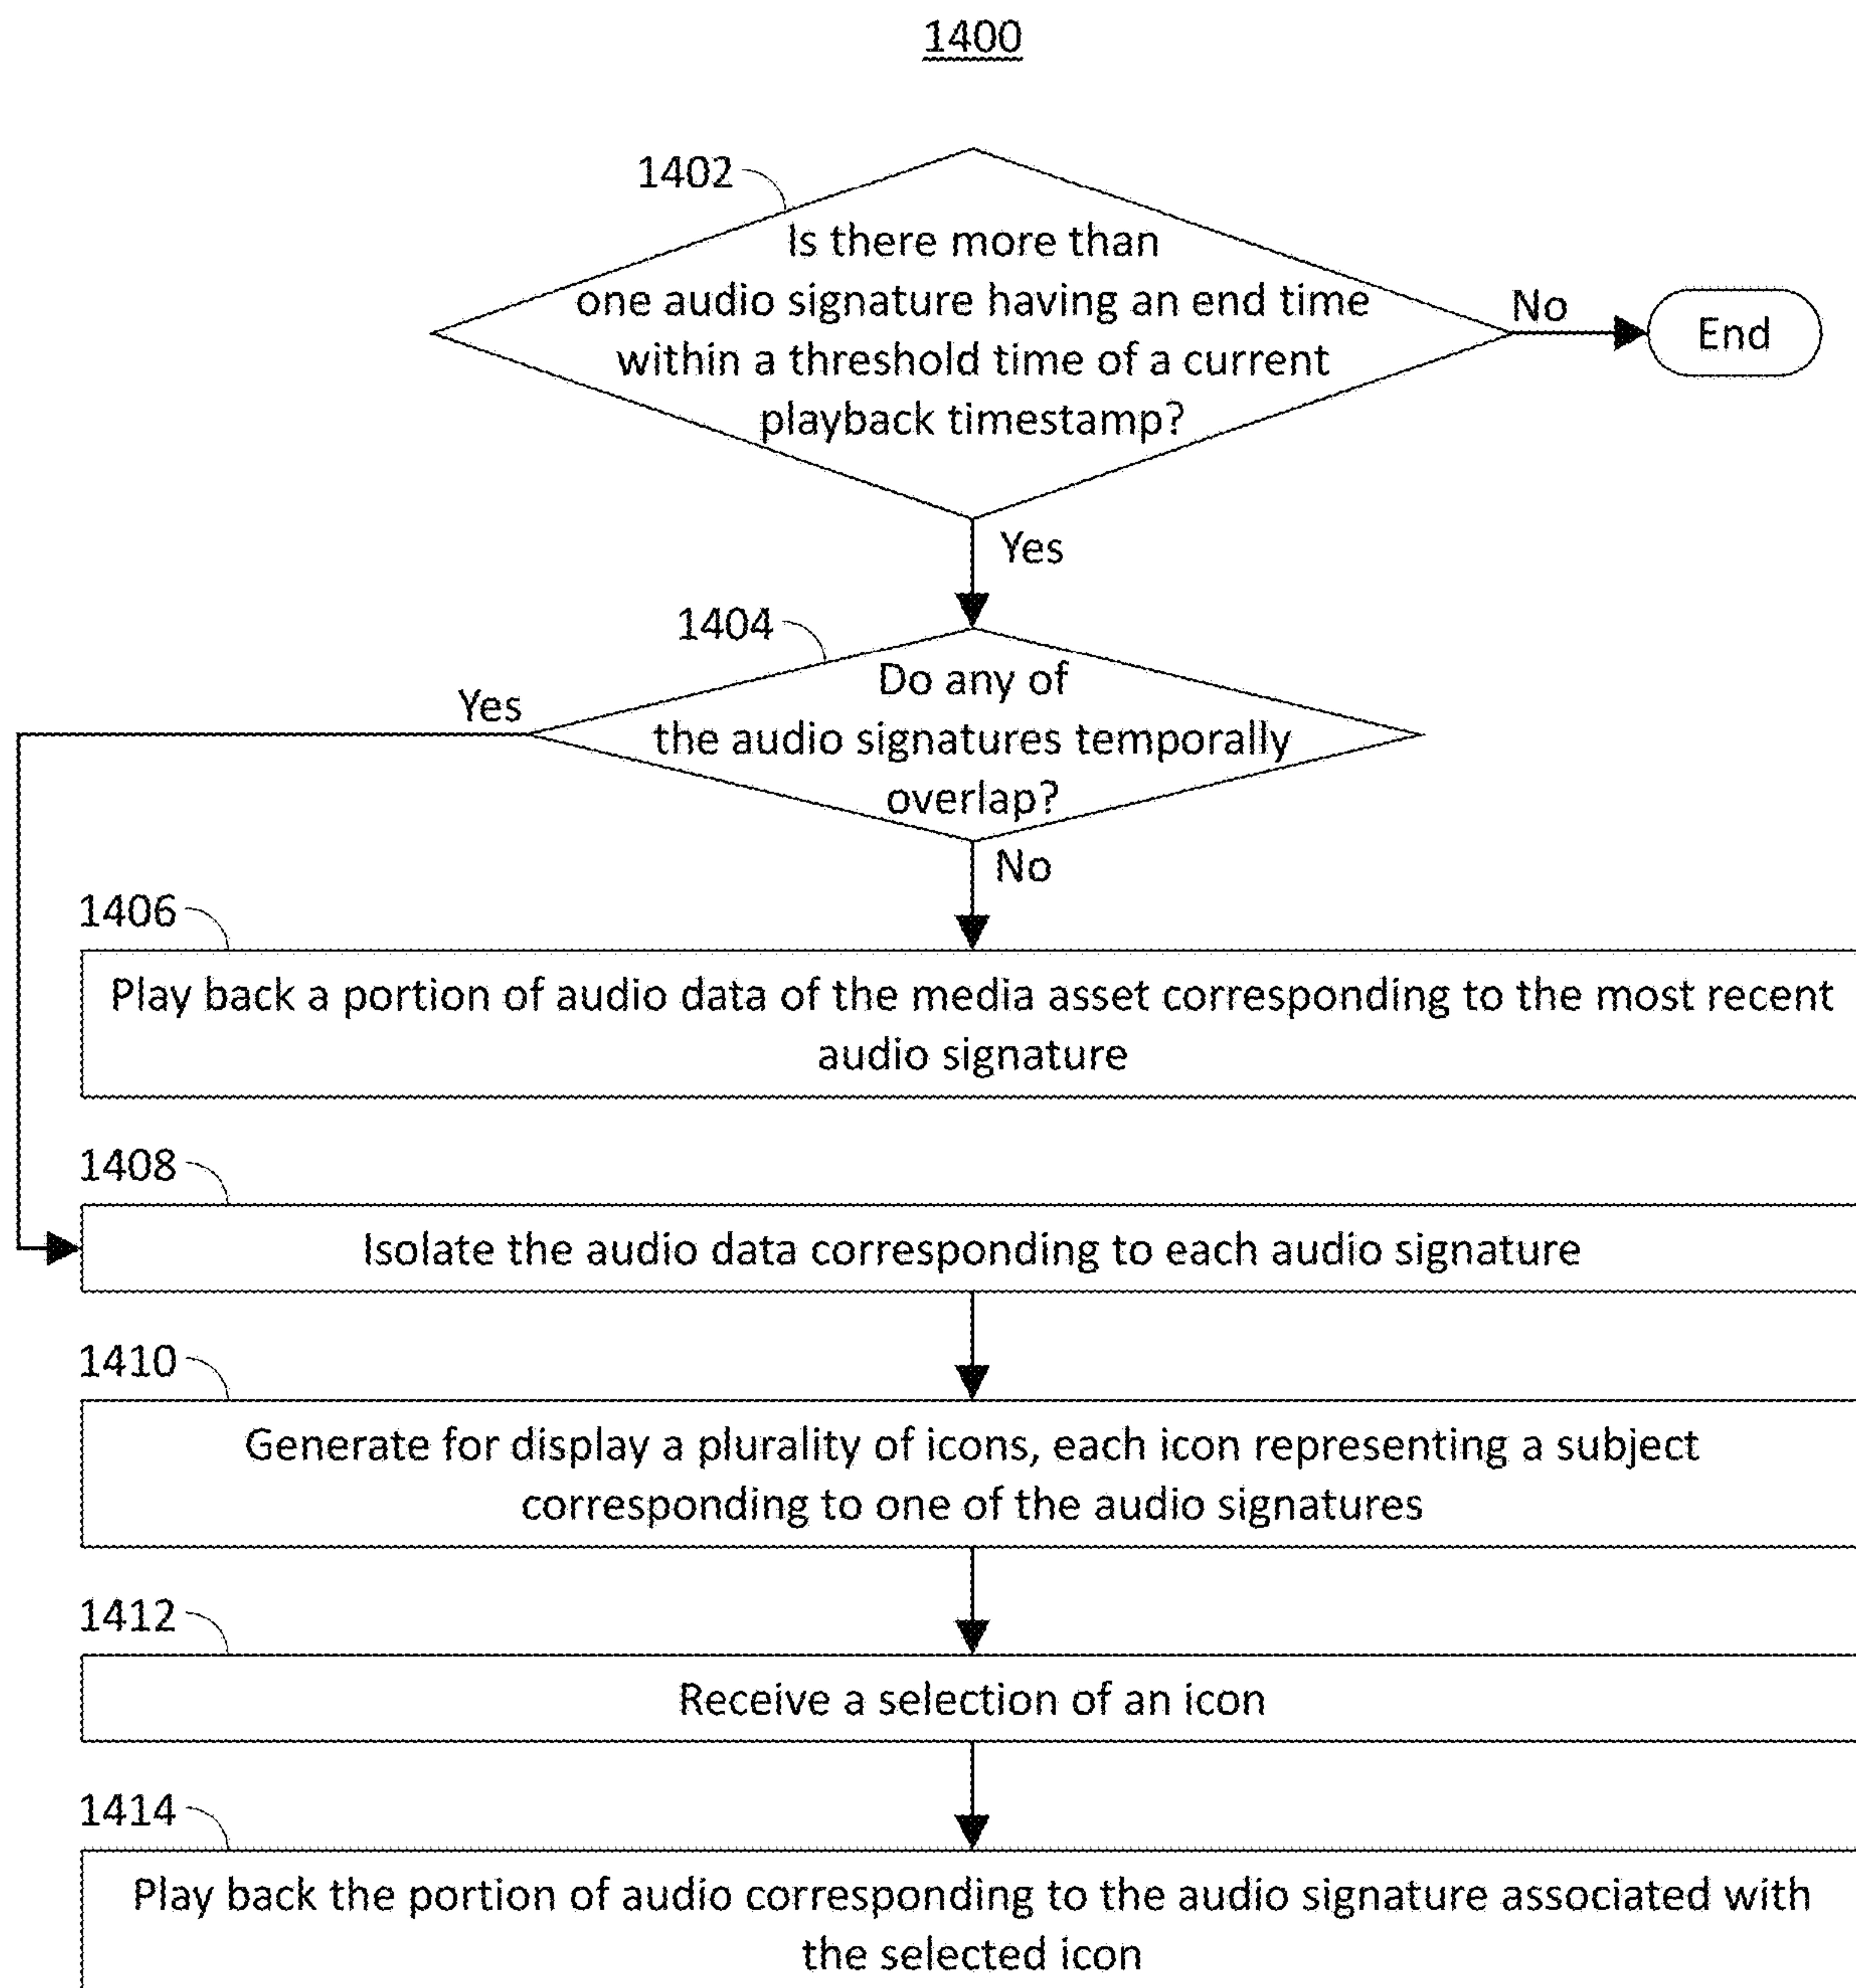 1400
1402
Is there more than
one audio signature having an end time
within a threshold time of a current
playback timestamp?
No
End
Yes
1404
Do any of
the audio signatures temporally
overlap?
Yes
No
1406
Play back a portion of audio data of the media asset corresponding to the most recent
audio signature
1408
Isolate the audio data corresponding to each audio signature
1410
Generate for display a plurality of icons, each icon representing a subject
corresponding to one of the audio signatures
1412
Receive a selection of an icon
1414
Play back the portion of audio corresponding to the audio signature associated with
the selected icon